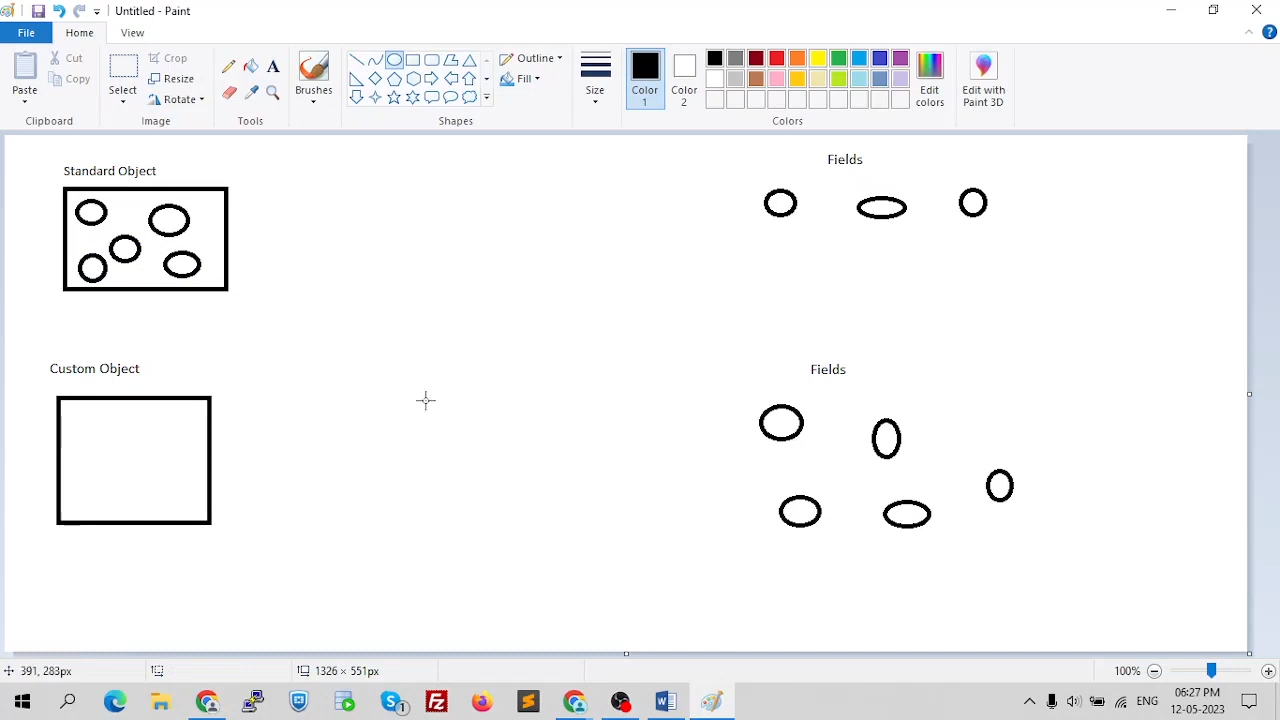 Untitled - Paint
File Home View
Paste
Cut
Copy
Clipboard
Select
Crop
Resize
Rotate
Image
A
Tools
Brushes
Outline
Fill
Shapes
Size
Color 1
Color 2
Edit colors
Colors
Edit with Paint 3D
Standard Object
Fields
Custom Object
Fields
391, 283px
1326 × 551px
100%
ENG
06:27 PM
12-05-2023